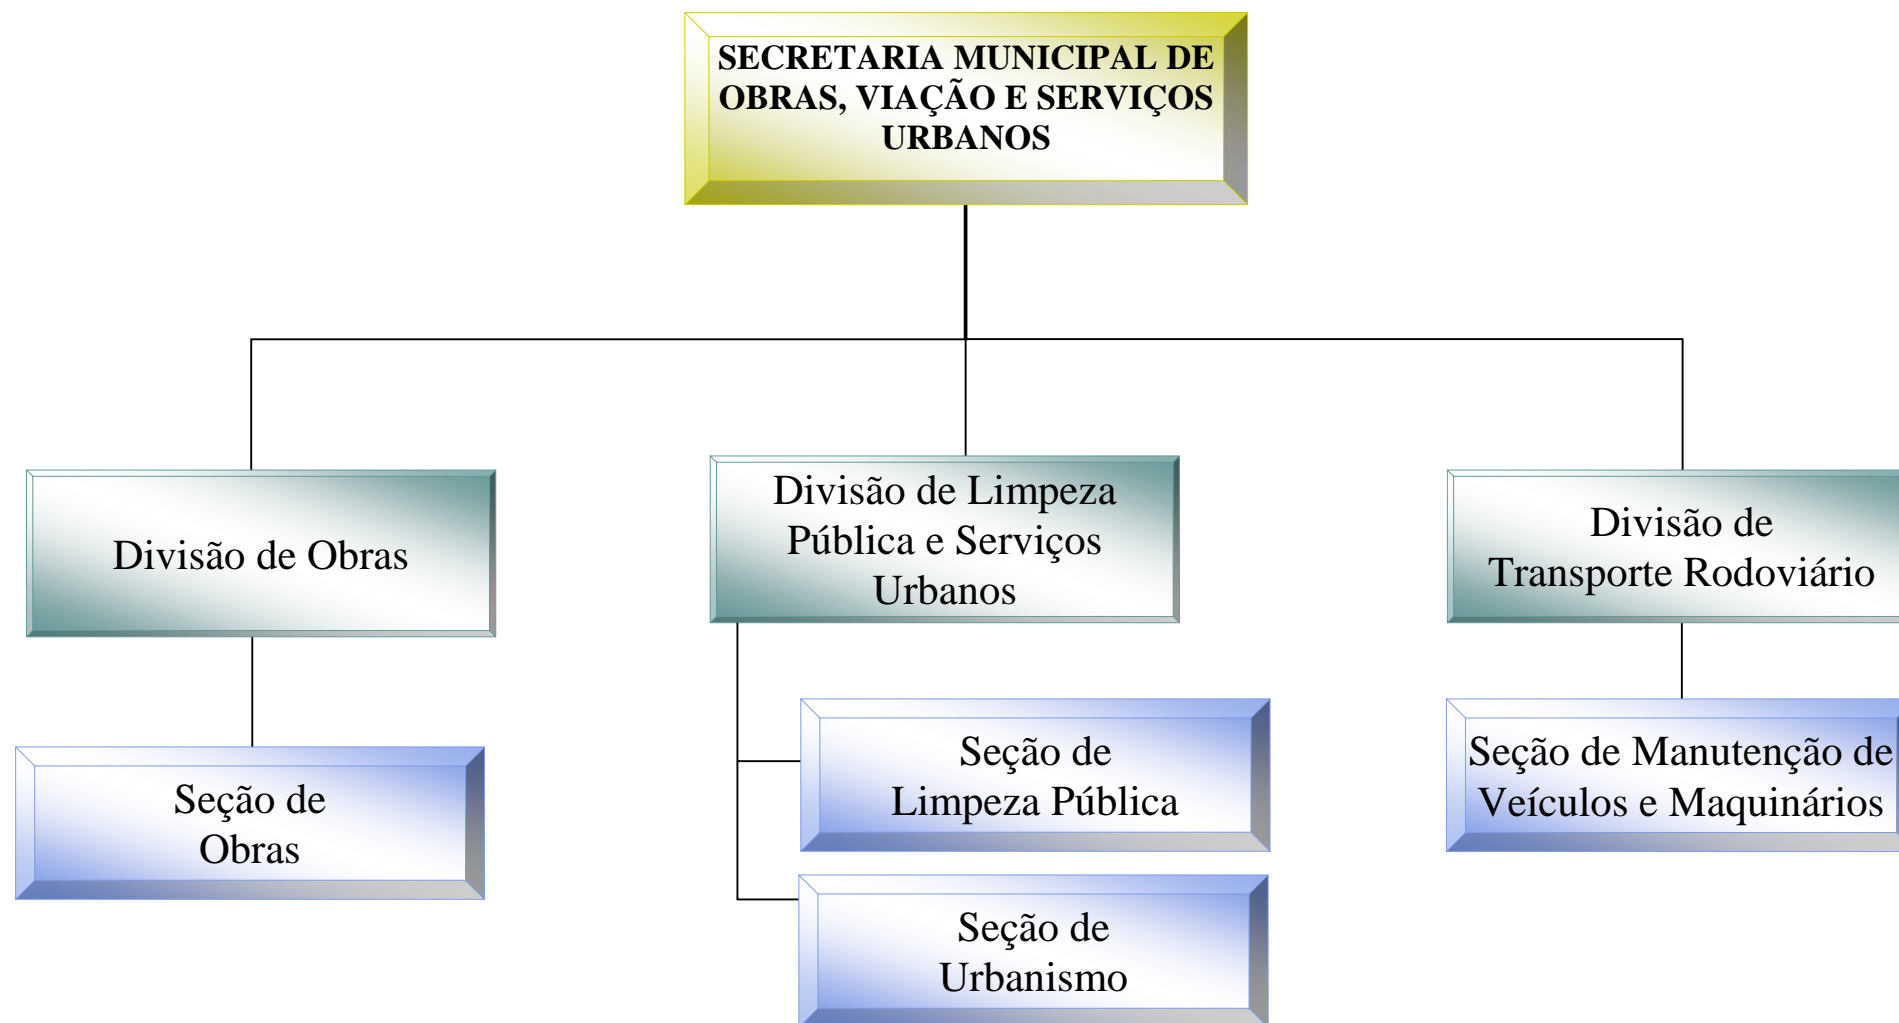 SECRETARIA MUNICIPAL DE
OBRAS, VIAÇÃO E SERVIÇOS
URBANOS
Divisão de Obras
Divisão de Limpeza
Pública e Serviços
Urbanos
Divisão de
Transporte Rodoviário
Seção de
Obras
Seção de
Limpeza Pública
Seção de Manutenção de
Veículos e Maquinários
Seção de
Urbanismo